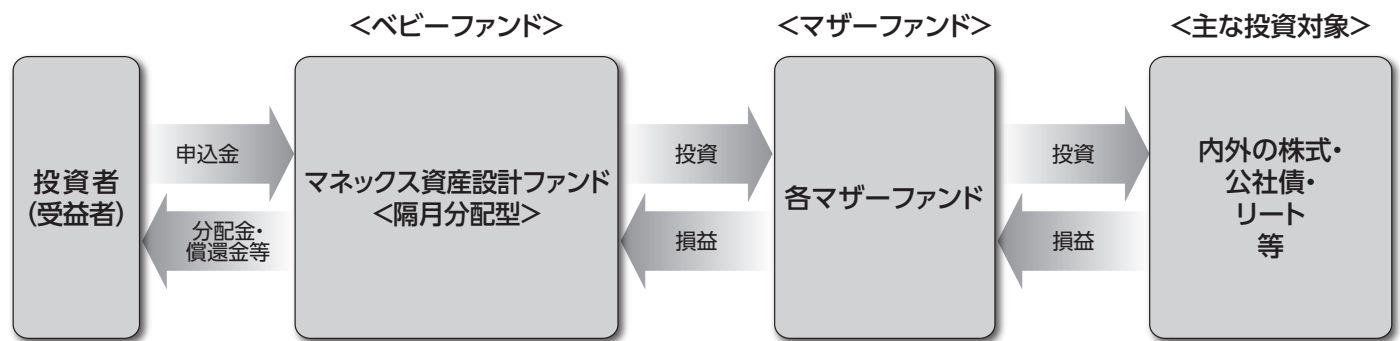 <ベビーファンド>
<マザーファンド>
<主な投資対象>
投資者
(受益者)
申込金
分配金・
償還金等
マネックス資産設計ファンド
<隔月分配型>
投資
損益
各マザーファンド
投資
損益
内外の株式・
公社債・
リート
等